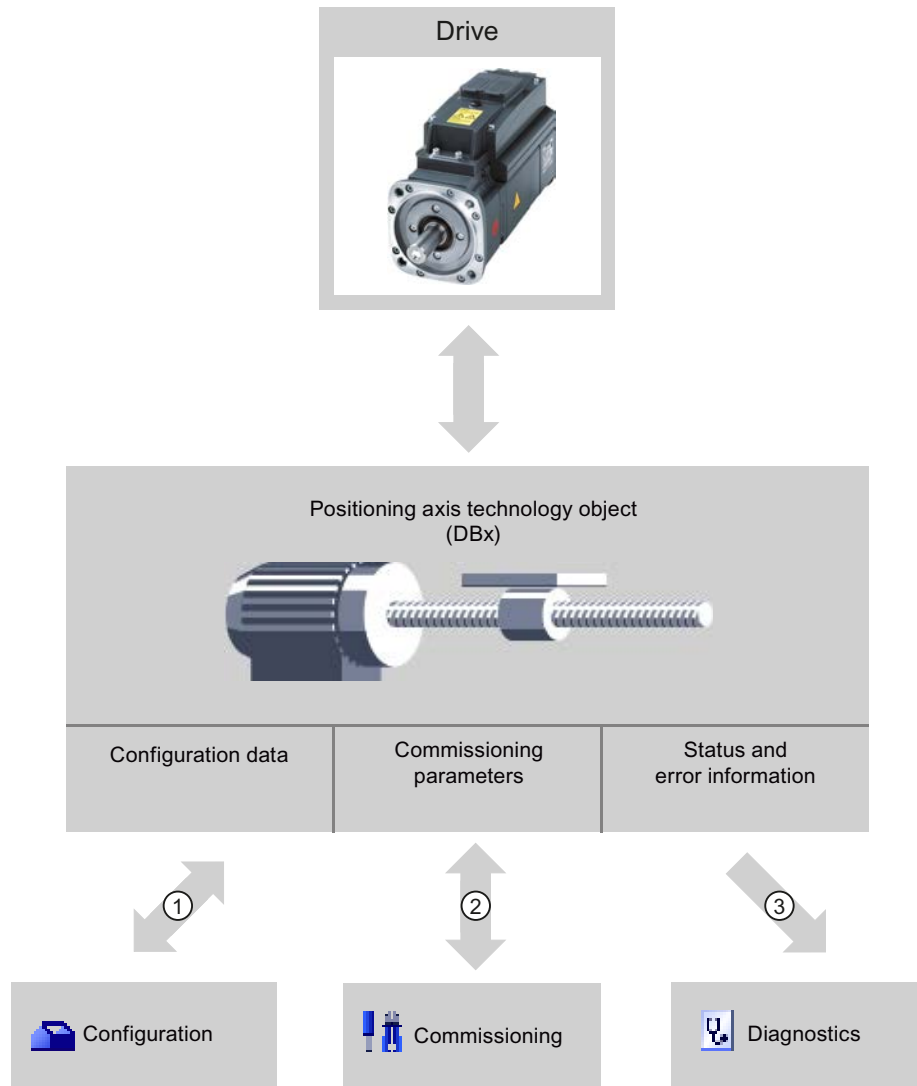 Drive
Positioning axis technology object
(DBx)
Configuration data
Commissioning
parameters
Status and
error information
1
2
3
Configuration
Commissioning
Diagnostics